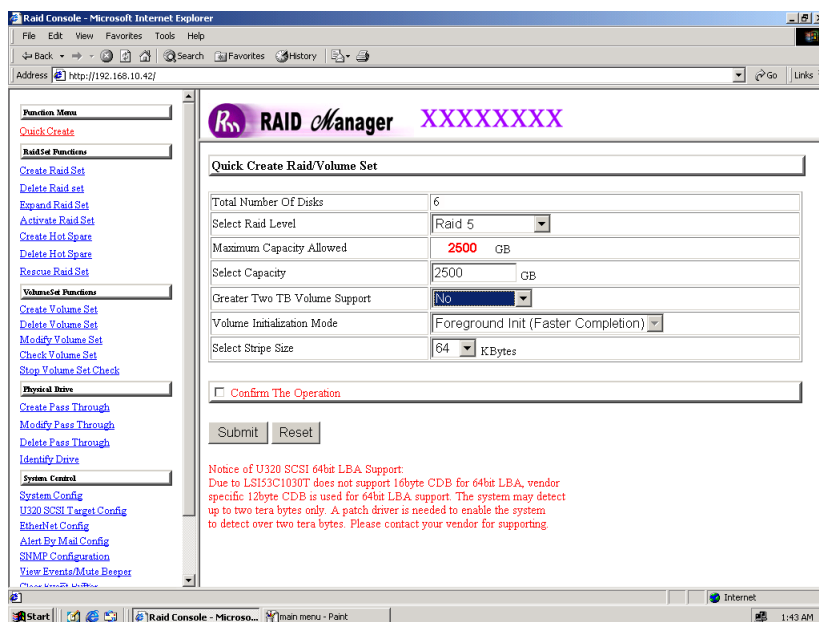 Raid Console - Microsoft Internet Explorer
File Edit View Favorites Tools Help
Back Search Favorites History
Address http://192.168.10.42/ Go Links
Function Menu
Quick Create
RaidSet Functions
Create Raid Set
Delete Raid set
Expand Raid Set
Activate Raid Set
Create Hot Spare
Delete Hot Spare
Rescue Raid Set
VolumeSet Functions
Create Volume Set
Delete Volume Set
Modify Volume Set
Check Volume Set
Stop Volume Set Check
Physical Drive
Create Pass Through
Modify Pass Through
Delete Pass Through
Identify Drive
System Control
System Config
U320 SCSI Target Config
EtherNet Config
Alert By Mail Config
SNMP Configuration
View Events/Mute Beeper
Clear Event Buffer
Rm RAID Manager XXXXXXXX
Quick Create Raid/Volume Set
Total Number Of Disks 6
Select Raid Level Raid 5
Maximum Capacity Allowed 2500 GB
Select Capacity 2500 GB
Greater Two TB Volume Support No
Volume Initialization Mode Foreground Init (Faster Completion)
Select Stripe Size 64 KBytes
Confirm The Operation
Submit Reset
Notice of U320 SCSI 64bit LBA Support:
Due to LSI53C1030T does not support 16byte CDB for 64bit LBA, vendor
specific 12byte CDB is used for 64bit LBA support. The system may detect
up to two tera bytes only. A patch driver is needed to enable the system
to detect over two tera bytes. Please contact your vendor for supporting.
Internet
Start Raid Console - Microso... main menu - Paint 1:43 AM